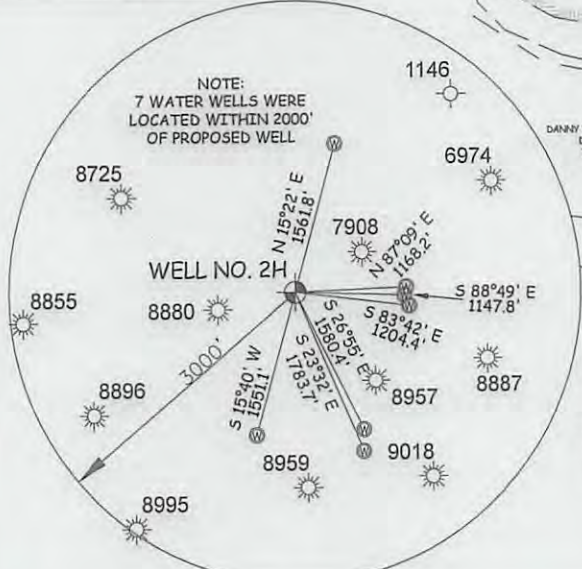 NOTE:
7 WATER WELLS WERE
LOCATED WITHIN 2000'
OF PROPOSED WELL
1146
DANNY
8725
6974
N 15°22' E
1561.8'
7908
N 87°09' E
1168.2'
WELL NO. 2H
S 88°49' E
1147.8'
S 83°42' E
1204.4'
8855
8880
S 26°55' E
1580.4'
S 23°32' E
1783.7'
3000'
S 15°40' W
1551.1'
8887
8957
8896
8959
9018
8995
W
W
W
W
W
W